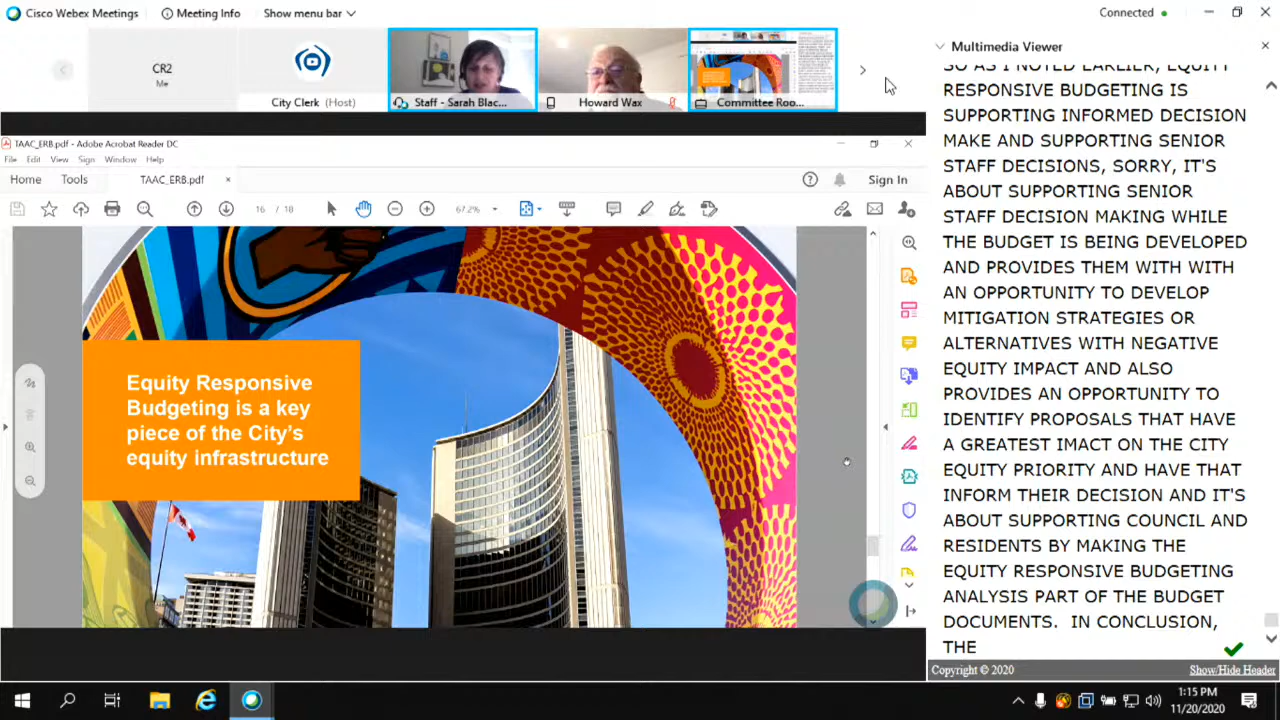 Cisco Webex Meetings
Meeting Info
Show menu bar
Connected
CR2
Me
City Clerk (Host)
Staff - Sarah Blac...
Howard Wax
Committee Roo...
TAAC_ERB.pdf - Adobe Acrobat Reader DC
File Edit View Sign Window Help
Home Tools TAAC_ERB.pdf × Sign In
16 / 18 67.2%
Equity Responsive
Budgeting is a key
piece of the City's
equity infrastructure
Multimedia Viewer
SO AS I NOTED EARLIER, EQUITY
RESPONSIVE BUDGETING IS
SUPPORTING INFORMED DECISION
MAKE AND SUPPORTING SENIOR
STAFF DECISIONS, SORRY, IT'S
ABOUT SUPPORTING SENIOR
STAFF DECISION MAKING WHILE
THE BUDGET IS BEING DEVELOPED
AND PROVIDES THEM WITH WITH
AN OPPORTUNITY TO DEVELOP
MITIGATION STRATEGIES OR
ALTERNATIVES WITH NEGATIVE
EQUITY IMPACT AND ALSO
PROVIDES AN OPPORTUNITY TO
IDENTIFY PROPOSALS THAT HAVE
A GREATEST IMACT ON THE CITY
EQUITY PRIORITY AND HAVE THAT
INFORM THEIR DECISION AND IT'S
ABOUT SUPPORTING COUNCIL AND
RESIDENTS BY MAKING THE
EQUITY RESPONSIVE BUDGETING
ANALYSIS PART OF THE BUDGET
DOCUMENTS. IN CONCLUSION,
THE
Copyright © 2020 Show/Hide Header
1:15 PM
11/20/2020